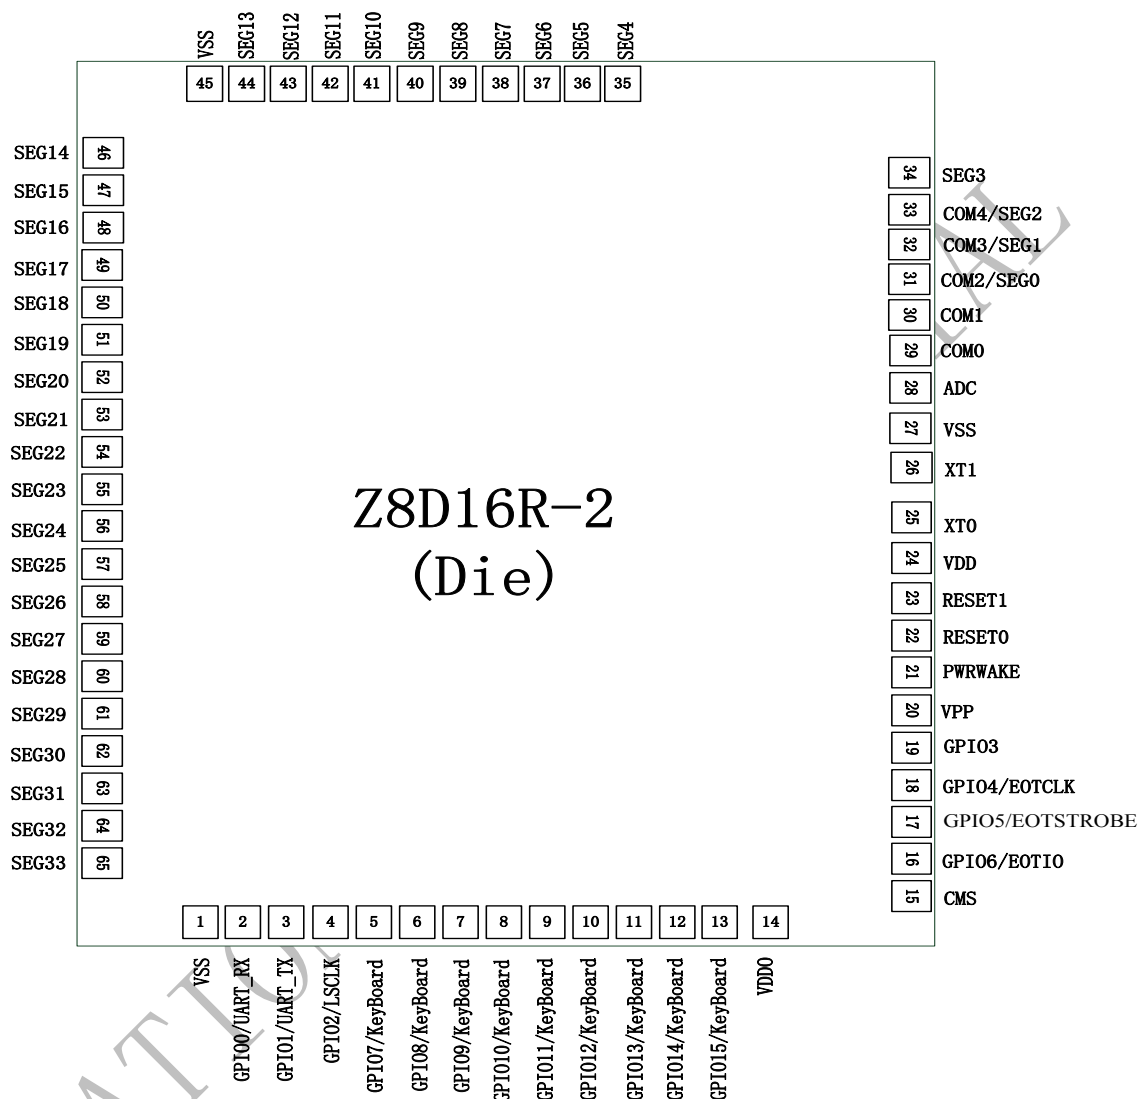 VSS
SEG13
SEG12
SEG11
SEG10
SEG9
SEG8
SEG7
SEG6
SEG5
SEG4
45
44
43
42
41
40
39
38
37
36
35
SEG14 46
SEG15 47
SEG16 48
SEG17 49
SEG18 50
SEG19 51
SEG20 52
SEG21 53
SEG22 54
SEG23 55
SEG24 56
SEG25 57
SEG26 58
SEG27 59
SEG28 60
SEG29 61
SEG30 62
SEG31 63
SEG32 64
SEG33 65
Z8D16R-2
(Die)
34 SEG3
33 COM4/SEG2
32 COM3/SEG1
31 COM2/SEG0
30 COM1
29 COM0
28 ADC
27 VSS
26 XT1
25 XT0
24 VDD
23 RESET1
22 RESET0
21 PWRWAKE
20 VPP
19 GPIO3
18 GPIO4/EOTCLK
17 GPIO5/EOTSTROBE
16 GPIO6/EOTIO
15 CMS
1
2
3
4
5
6
7
8
9
10
11
12
13
14
VSS
GPIO0/UART_RX
GPIO1/UART_TX
GPIO2/LSCLK
GPIO7/KeyBoard
GPIO8/KeyBoard
GPIO9/KeyBoard
GPIO10/KeyBoard
GPIO11/KeyBoard
GPIO12/KeyBoard
GPIO13/KeyBoard
GPIO14/KeyBoard
GPIO15/KeyBoard
VDDO